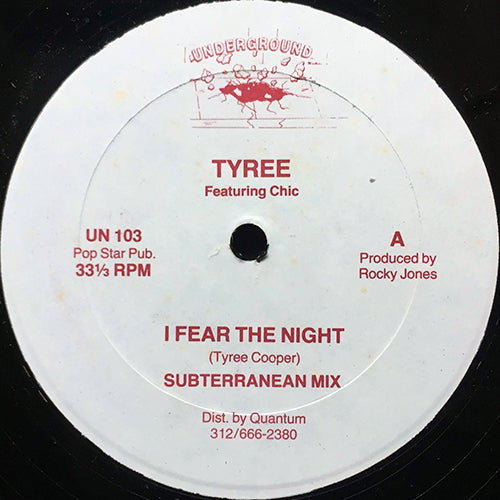 UNDERGROUND
TYREE
Featuring Chic
UN 103
Pop Star Pub.
33⅓ RPM
A
Produced by
Rocky Jones
I FEAR THE NIGHT
(Tyree Cooper)
SUBTERRANEAN MIX
Dist. by Quantum
312/666-2380